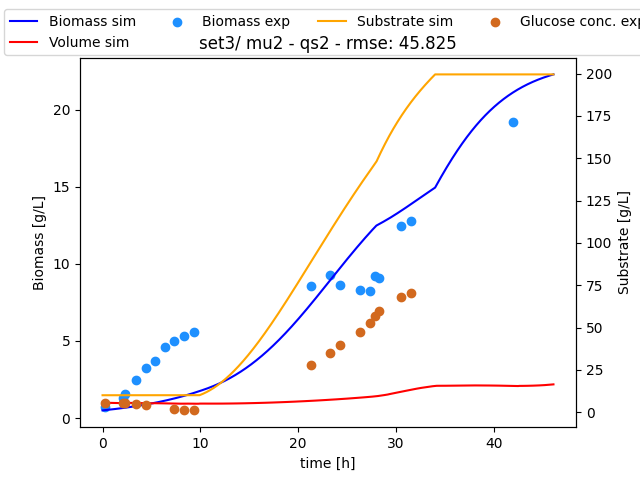 Biomass sim Biomass exp Substrate sim Glucose conc. exp
Volume sim
set3/ mu2 - qs2 - rmse: 45.825
Biomass [g/L]
20
15
10
5
0
0 10 20 30 40
time [h]
200
175
150
125
100
75
50
25
0
Substrate [g/L]